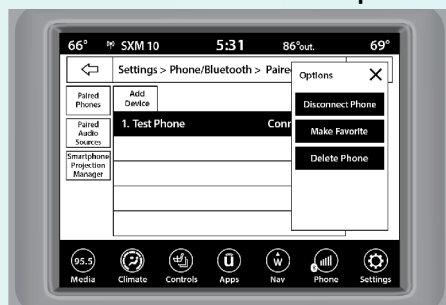 66° SXM 10 5:31 86°out. 69°
Settings > Phone/Bluetooth > Paire
Options X
Paired
Phones
Add
Device
Disconnect Phone
1. Test Phone Conn
Make Favorite
Paired
Audio
Sources
Delete Phone
Smartphone
Projection
Manager
95.5 ū W
Media Climate Controls Apps Nav Phone Settings